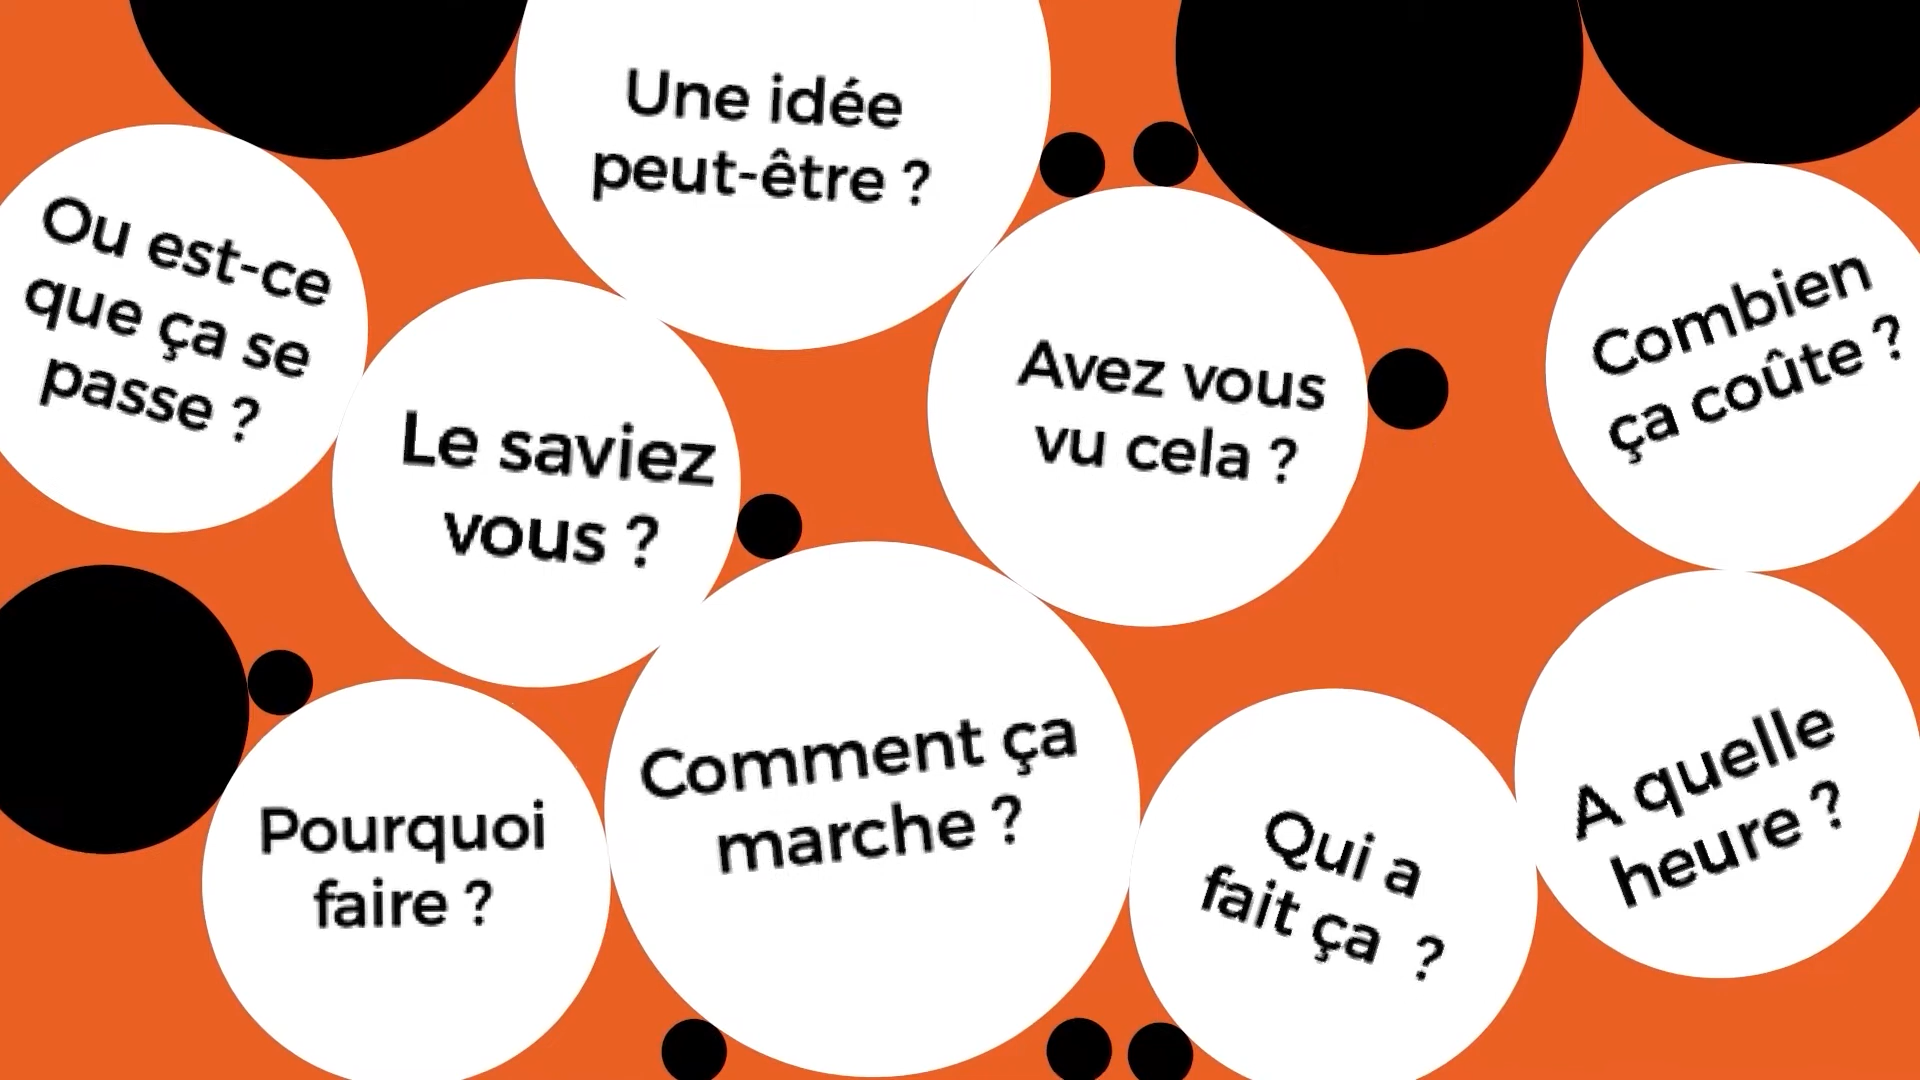 Une idée
peut-être ?
Ou est-ce
que ça se
passe ?
Le saviez
vous ?
Avez vous
vu cela ?
Combien
ça coûte ?
Pourquoi
faire ?
Comment ça
marche ?
Qui a
fait ça  ?
A quelle
heure ?